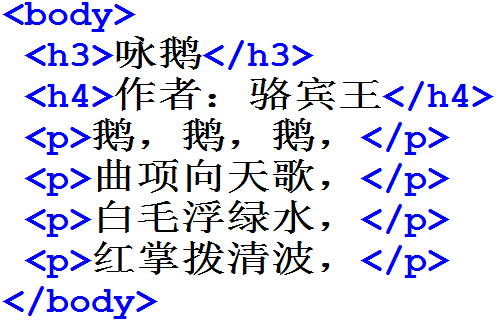 <body>
<h3>咏鹅</h3>
<h4>作者：骆宾王</h4>
<p>鹅，鹅，鹅，</p>
<p>曲项向天歌，</p>
<p>白毛浮绿水，</p>
<p>红掌拨清波，</p>
</body>